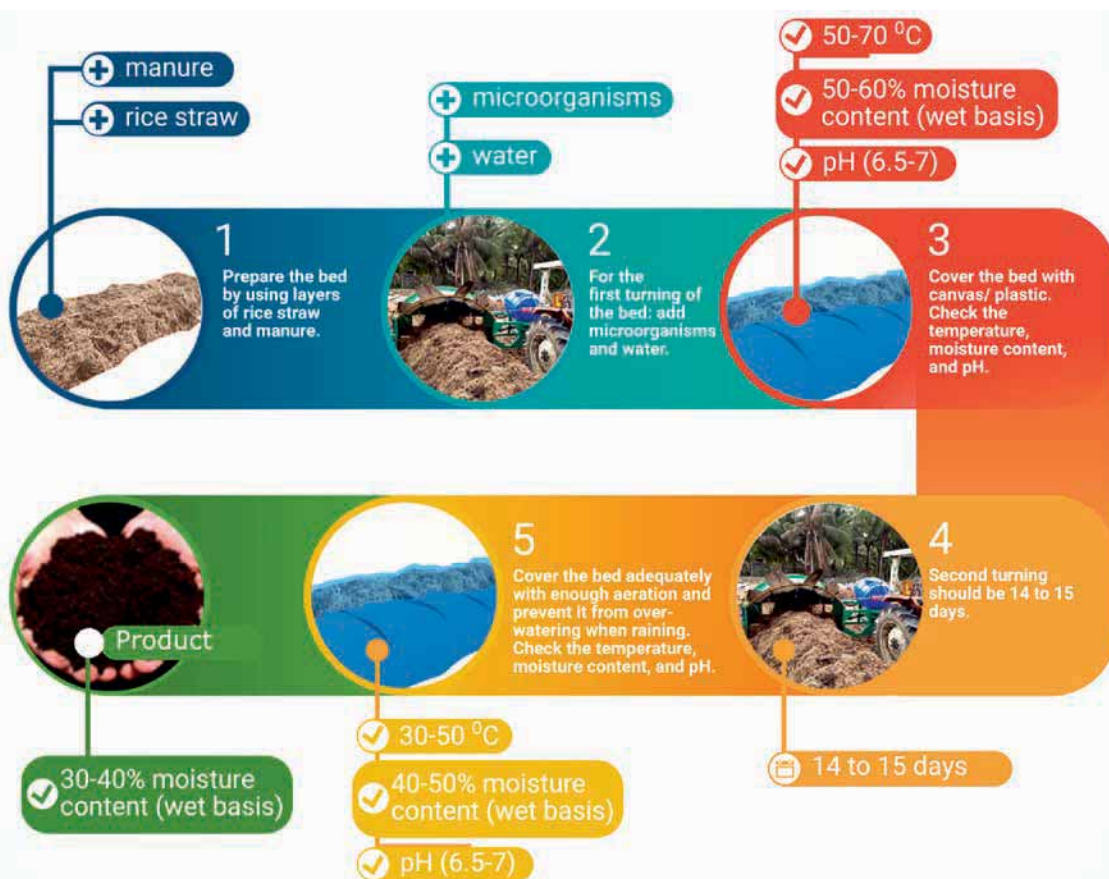 manure
rice straw
1
Prepare the bed
by using layers
of rice straw
and manure.
microorganisms
water
2
For the
first turning of
the bed: add
microorganisms
and water.
50-70 ⁰C
50-60% moisture
content (wet basis)
pH (6.5-7)
3
Cover the bed with
canvas/ plastic.
Check the
temperature,
moisture content,
and pH.
4
Second turning
should be 14 to 15
days.
14 to 15 days
5
Cover the bed adequately
with enough aeration and
prevent it from over-
watering when raining.
Check the temperature,
moisture content, and pH.
30-50 ⁰C
40-50% moisture
content (wet basis)
pH (6.5-7)
Product
30-40% moisture
content (wet basis)